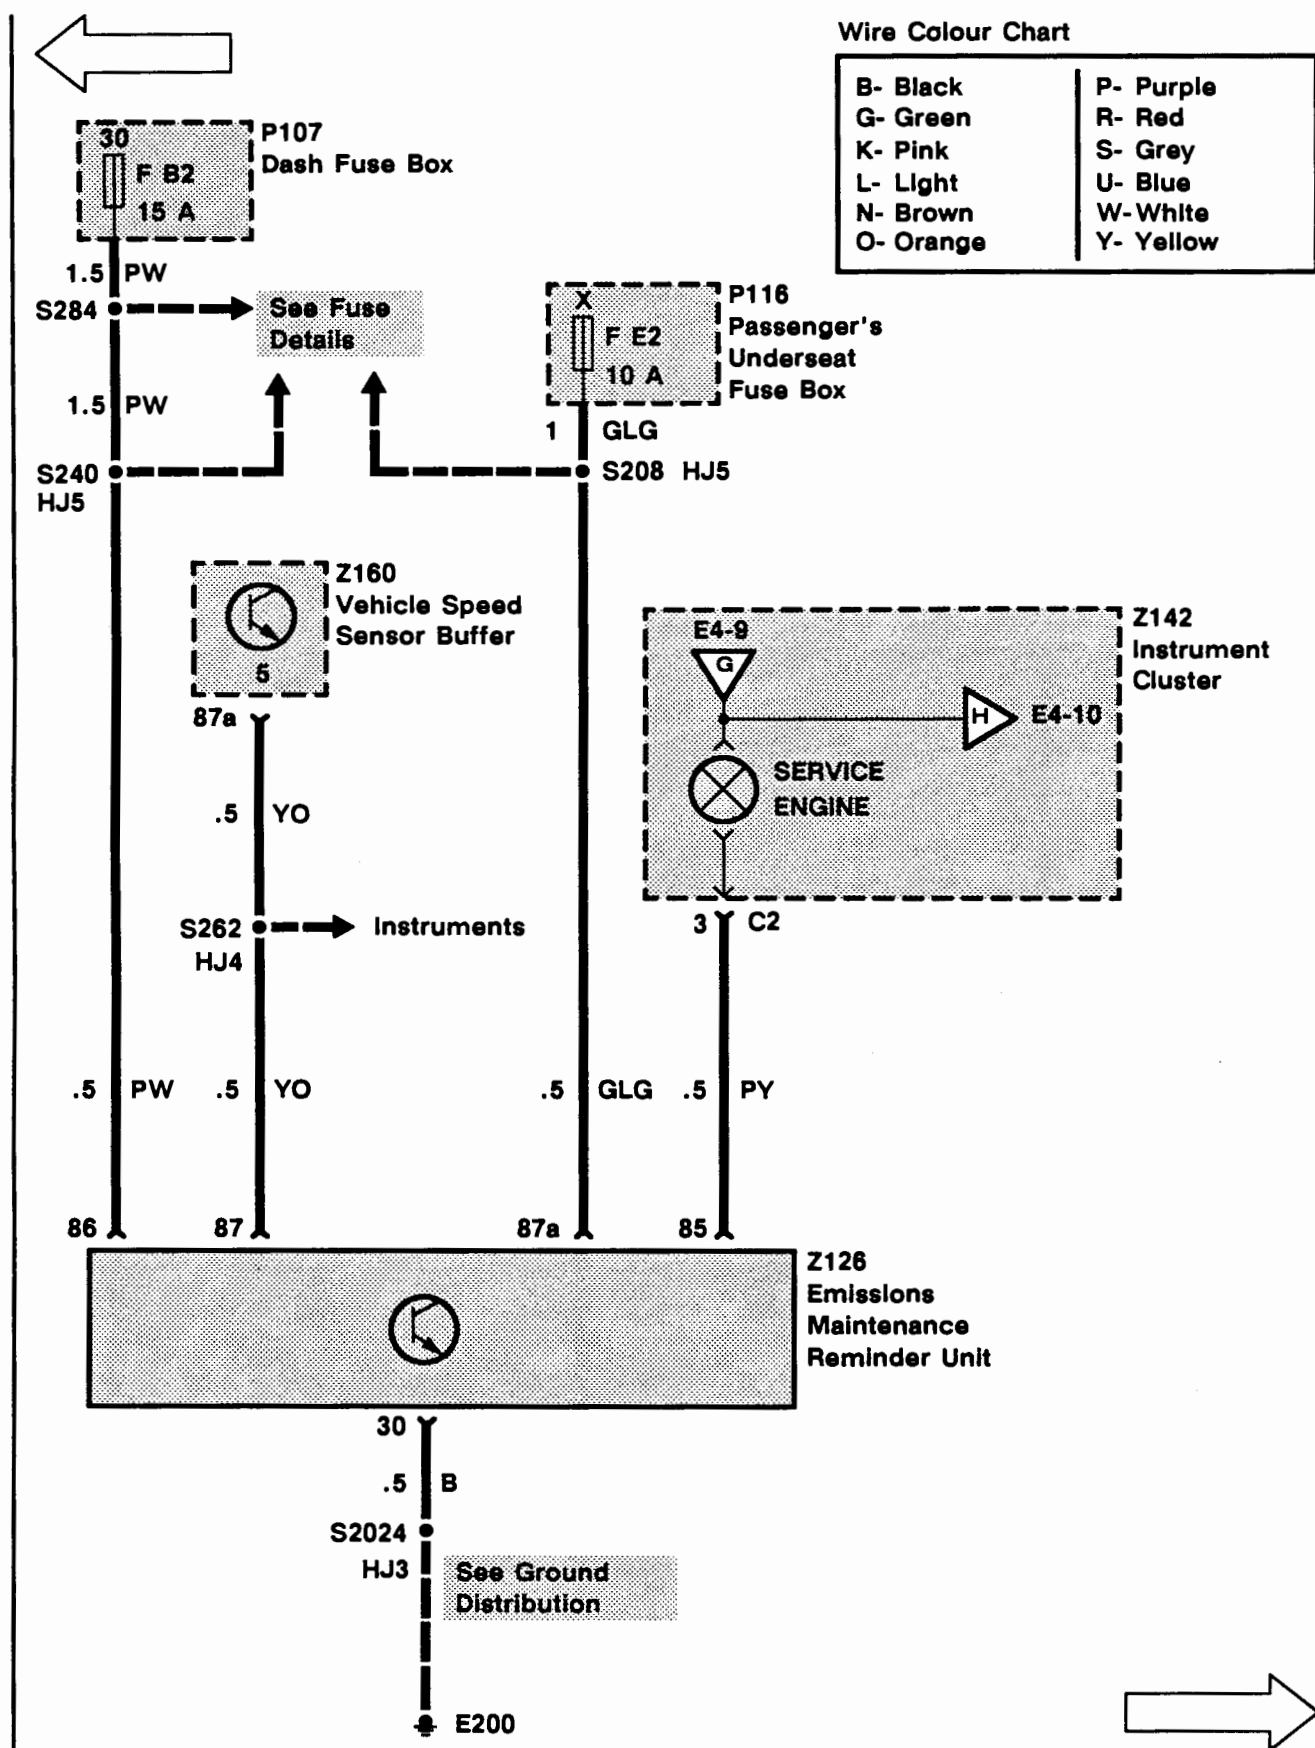 Wire Colour Chart
B- Black
G- Green
K- Pink
L- Light
N- Brown
O- Orange
P- Purple
R- Red
S- Grey
U- Blue
W- White
Y- Yellow
30
F B2
15 A
P107
Dash Fuse Box
1.5 PW
S284
See Fuse
Details
X
F E2
10 A
P116
Passenger's
Underseat
Fuse Box
1.5 PW
1 GLG
S240
HJ5
S208 HJ5
5
Z160
Vehicle Speed
Sensor Buffer
87a
E4-9
G
H
E4-10
SERVICE
ENGINE
Z142
Instrument
Cluster
.5 YO
S262
HJ4
Instruments
3 C2
.5 PW
.5 YO
.5 GLG
.5 PY
86
87
87a
85
Z126
Emissions
Maintenance
Reminder Unit
30
.5 B
S2024
HJ3
See Ground
Distribution
E200